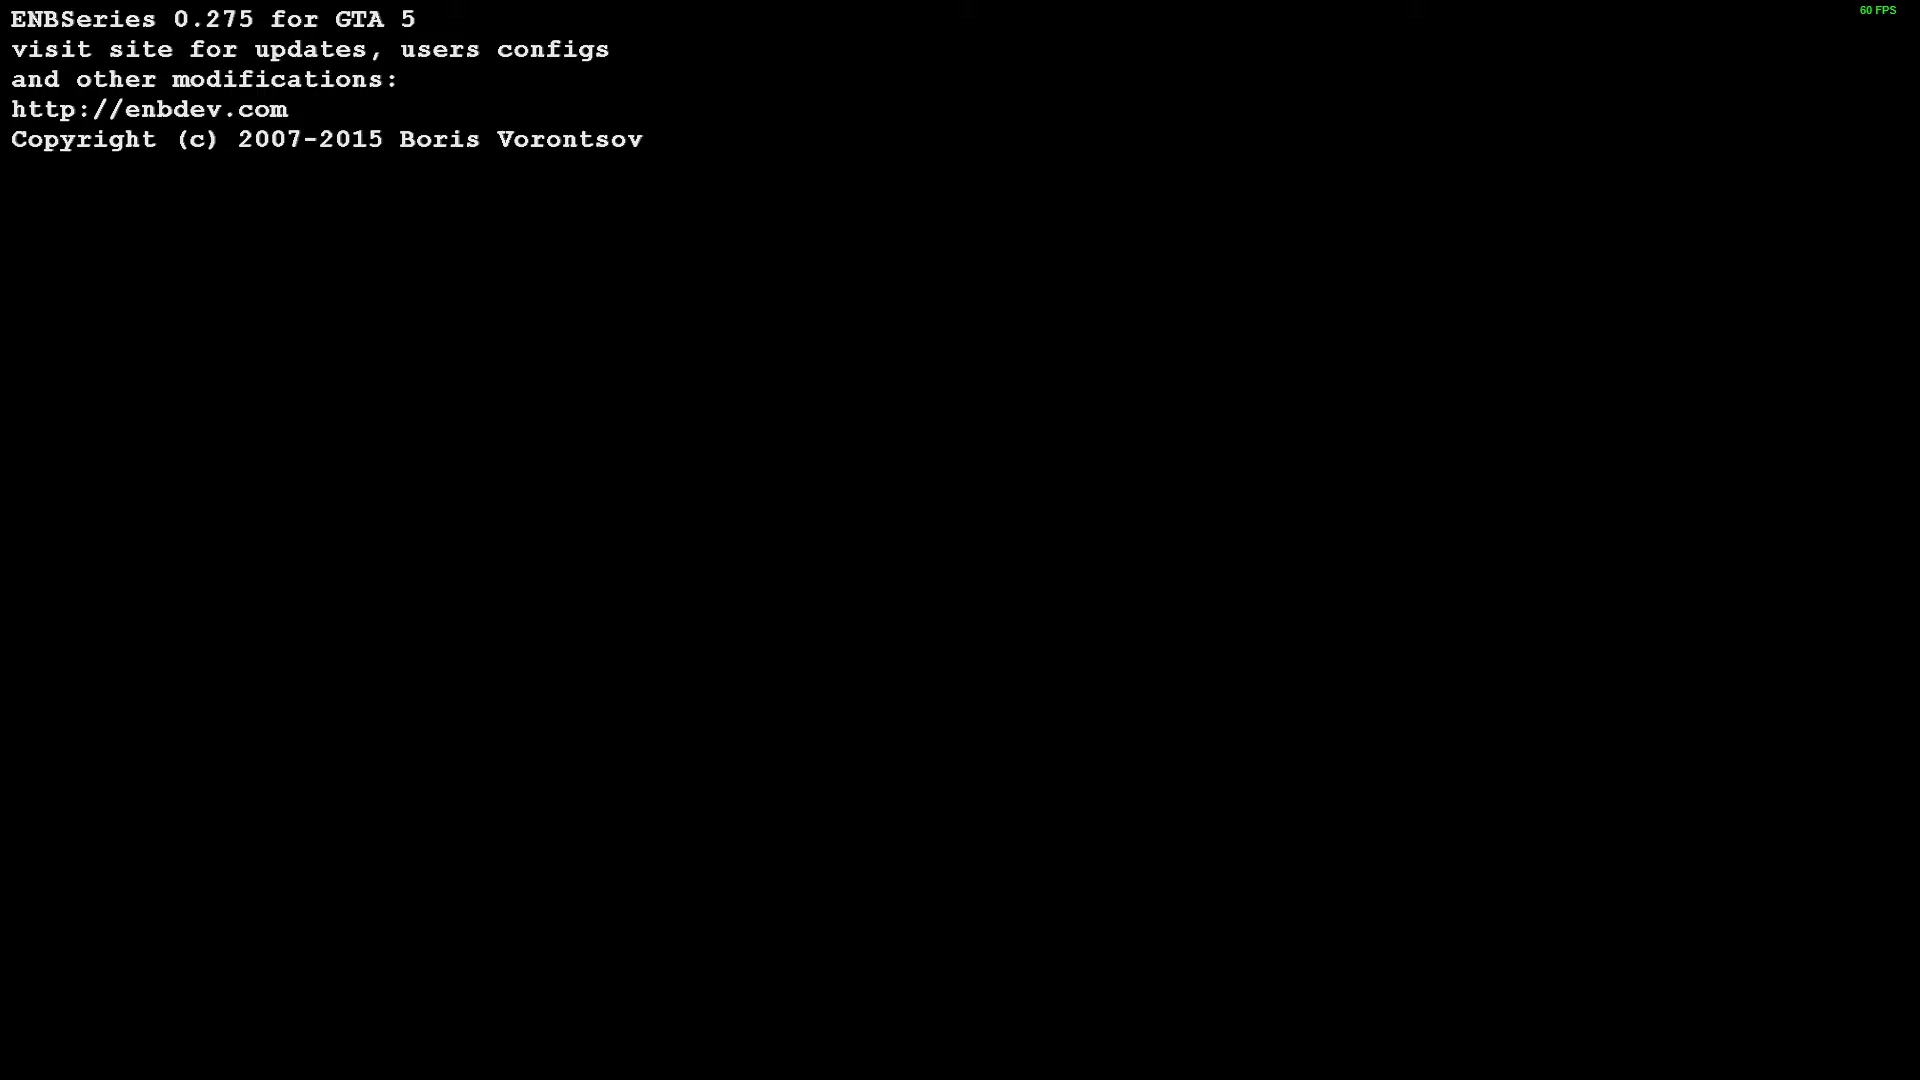 ENBSeries 0.275 for GTA 5
60 FPS
visit site for updates, users configs
and other modifications:
http://enbdev.com
Copyright (c) 2007-2015 Boris Vorontsov